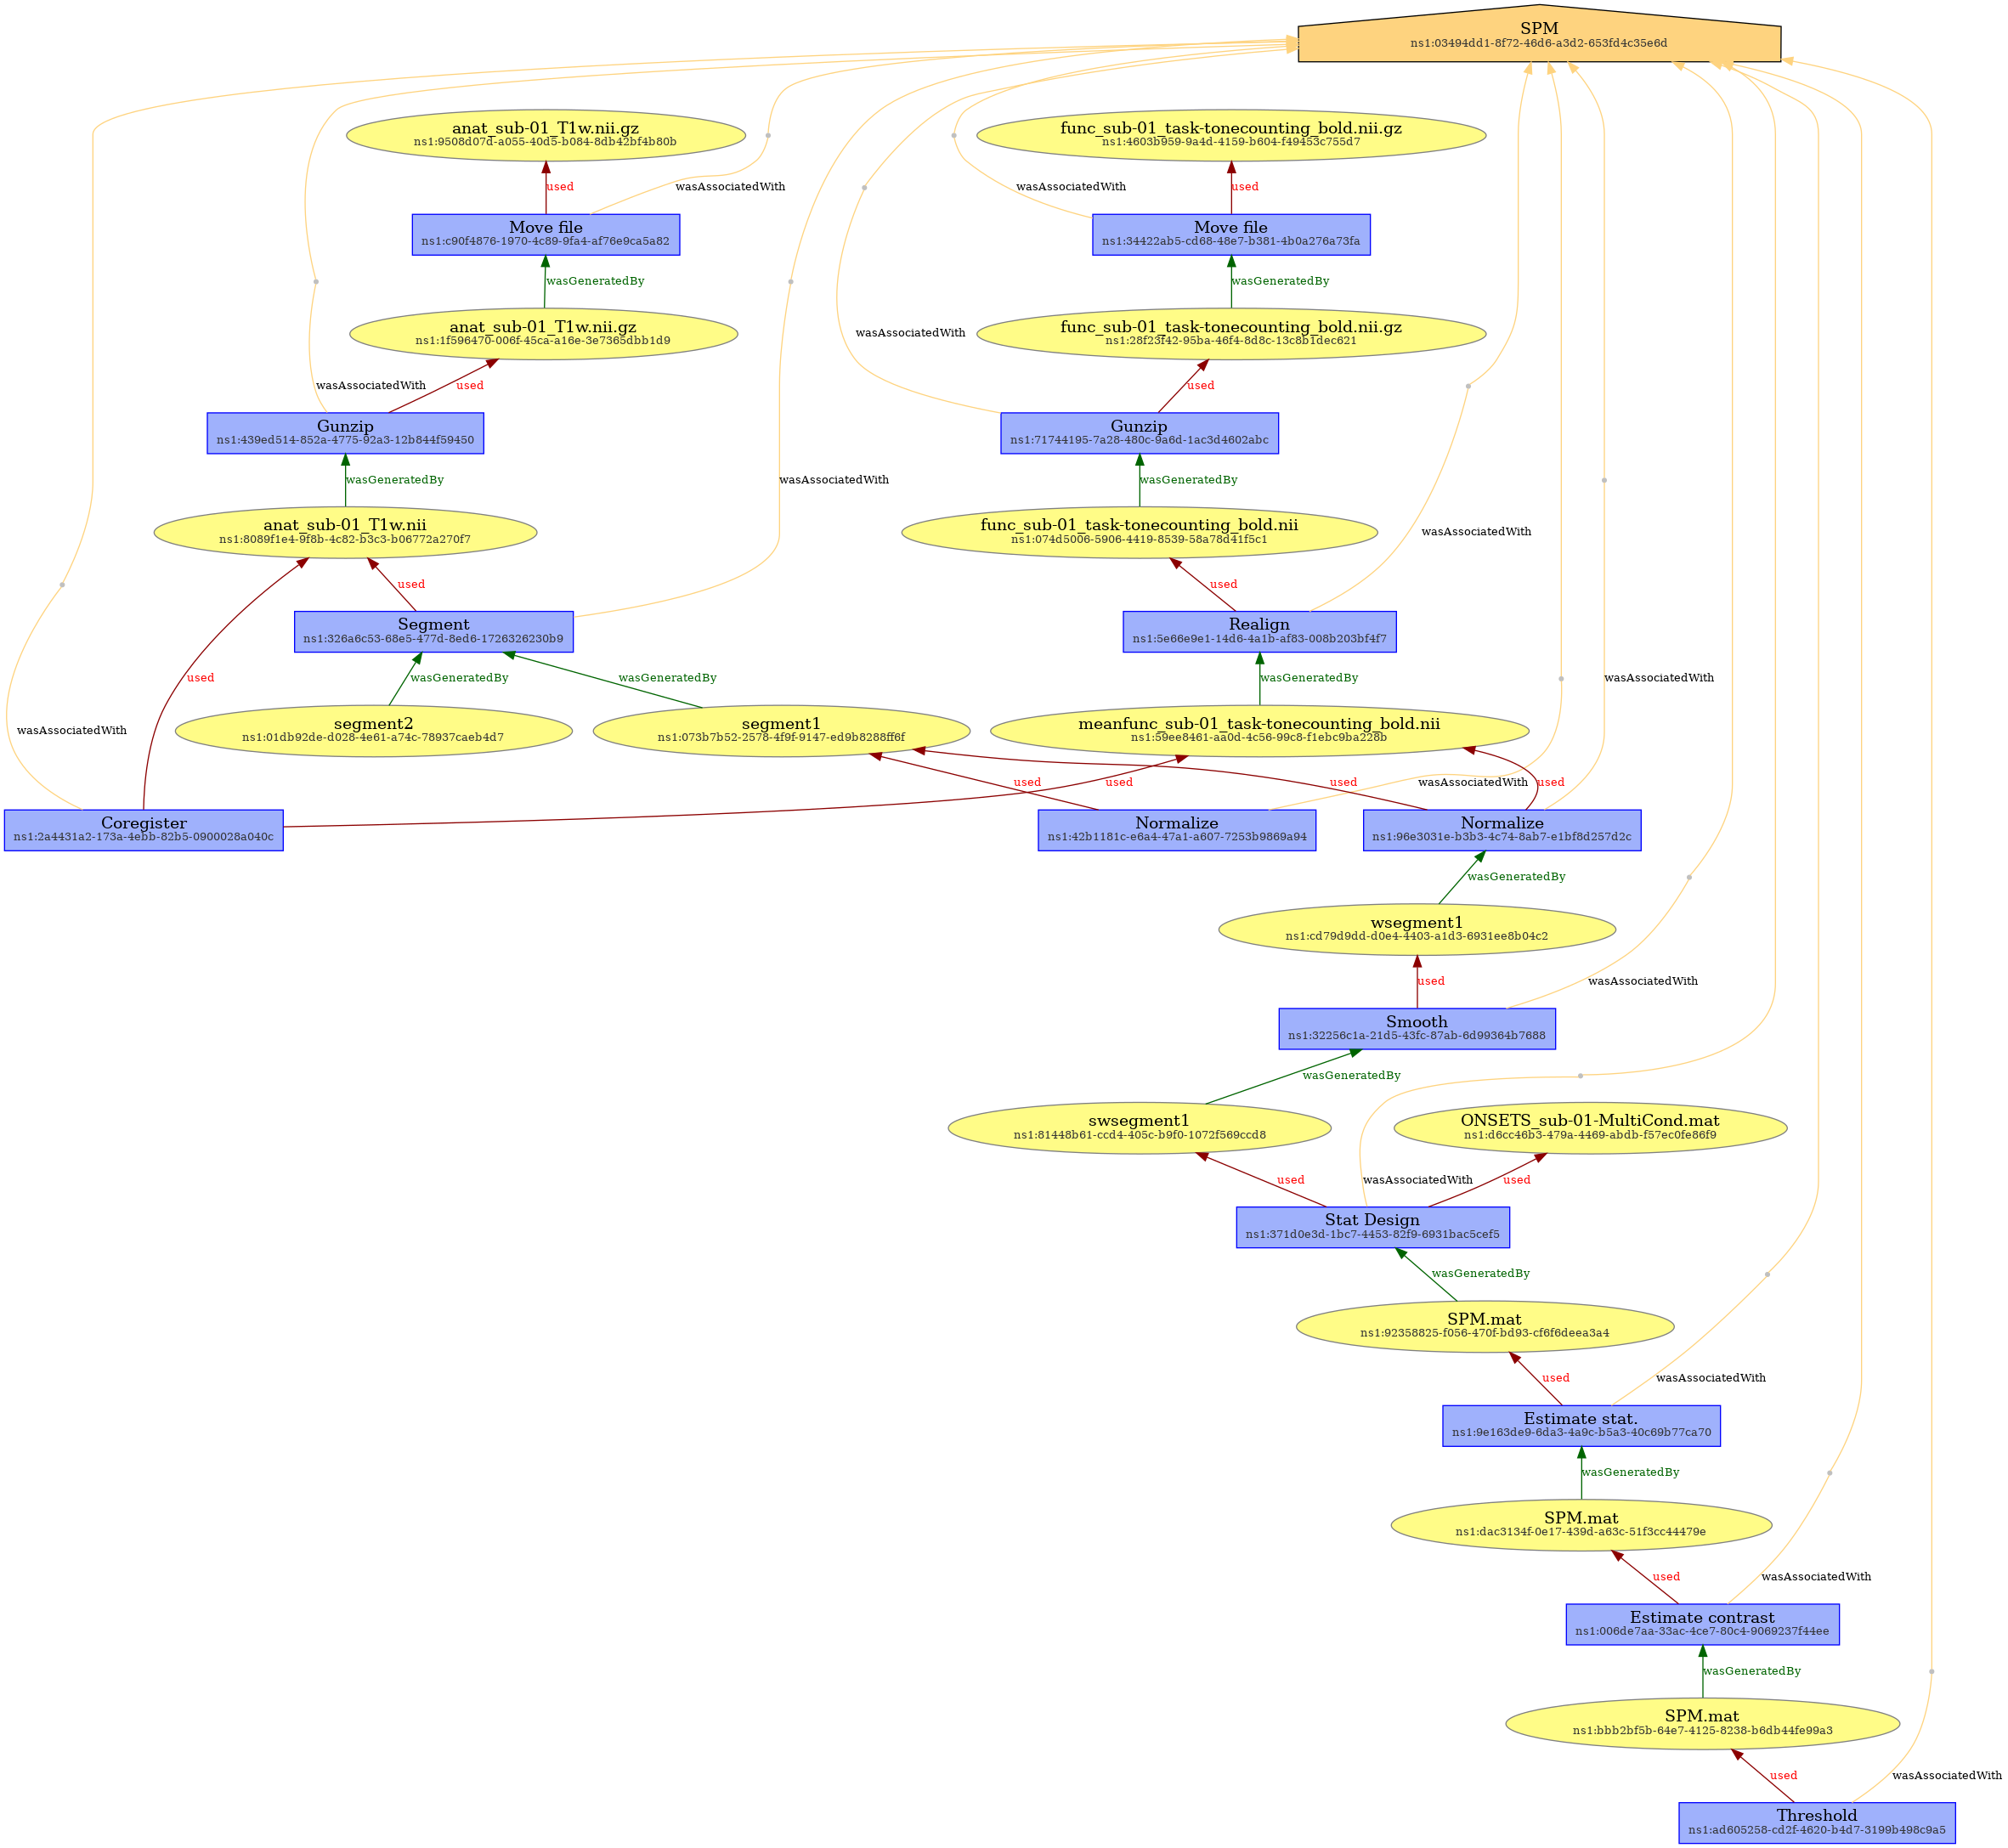 SPM
ns1:03494dd1-8f72-46d6-a3d2-653fd4c35e6d
anat_sub-01_T1w.nii.gz
ns1:9508d07d-a055-40d5-b084-8db42bf4b80b
func_sub-01_task-tonecounting_bold.nii.gz
ns1:4603b959-9a4d-4159-b604-f49453c755d7
used
wasAssociatedWith
wasAssociatedWith
used
Move file
ns1:c90f4876-1970-4c89-9fa4-af76e9ca5a82
Move file
ns1:34422ab5-cd68-48e7-b381-4b0a276a73fa
wasGeneratedBy
wasGeneratedBy
anat_sub-01_T1w.nii.gz
ns1:1f596470-006f-45ca-a16e-3e7365dbb1d9
wasAssociatedWith
func_sub-01_task-tonecounting_bold.nii.gz
ns1:28f23f42-95ba-46f4-8d8c-13c8b1dec621
wasAssociatedWith
used
used
Gunzip
ns1:439ed514-852a-4775-92a3-12b844f59450
Gunzip
ns1:71744195-7a28-480c-9a6d-1ac3d4602abc
wasGeneratedBy
wasAssociatedWith
wasGeneratedBy
anat_sub-01_T1w.nii
ns1:8089f1e4-9f8b-4c82-b3c3-b06772a270f7
func_sub-01_task-tonecounting_bold.nii
ns1:074d5006-5906-4419-8539-58a78d41f5c1
wasAssociatedWith
used
used
Segment
ns1:326a6c53-68e5-477d-8ed6-1726326230b9
Realign
ns1:5e66e9e1-14d6-4a1b-af83-008b203bf4f7
used
wasGeneratedBy
wasGeneratedBy
wasGeneratedBy
wasAssociatedWith
wasAssociatedWith
segment2
ns1:01db92de-d028-4e61-a74c-78937caeb4d7
segment1
ns1:073b7b52-2578-4f9f-9147-ed9b8288ff6f
meanfunc_sub-01_task-tonecounting_bold.nii
ns1:59ee8461-aa0d-4c56-99c8-f1ebc9ba228b
used
used
used
wasAssociatedWith
used
Coregister
ns1:2a4431a2-173a-4ebb-82b5-0900028a040c
Normalize
ns1:42b1181c-e6a4-47a1-a607-7253b9869a94
Normalize
ns1:96e3031e-b3b3-4c74-8ab7-e1bf8d257d2c
wasGeneratedBy
wsegment1
ns1:cd79d9dd-d0e4-4403-a1d3-6931ee8b04c2
used
wasAssociatedWith
Smooth
ns1:32256c1a-21d5-43fc-87ab-6d99364b7688
wasGeneratedBy
swsegment1
ns1:81448b61-ccd4-405c-b9f0-1072f569ccd8
ONSETS_sub-01-MultiCond.mat
ns1:d6cc46b3-479a-4469-abdb-f57ec0fe86f9
used
wasAssociatedWith
used
Stat Design
ns1:371d0e3d-1bc7-4453-82f9-6931bac5cef5
wasGeneratedBy
SPM.mat
ns1:92358825-f056-470f-bd93-cf6f6deea3a4
used
wasAssociatedWith
Estimate stat.
ns1:9e163de9-6da3-4a9c-b5a3-40c69b77ca70
wasGeneratedBy
SPM.mat
ns1:dac3134f-0e17-439d-a63c-51f3cc44479e
used
wasAssociatedWith
Estimate contrast
ns1:006de7aa-33ac-4ce7-80c4-9069237f44ee
wasGeneratedBy
SPM.mat
ns1:bbb2bf5b-64e7-4125-8238-b6db44fe99a3
used
wasAssociatedWith
Threshold
ns1:ad605258-cd2f-4620-b4d7-3199b498c9a5